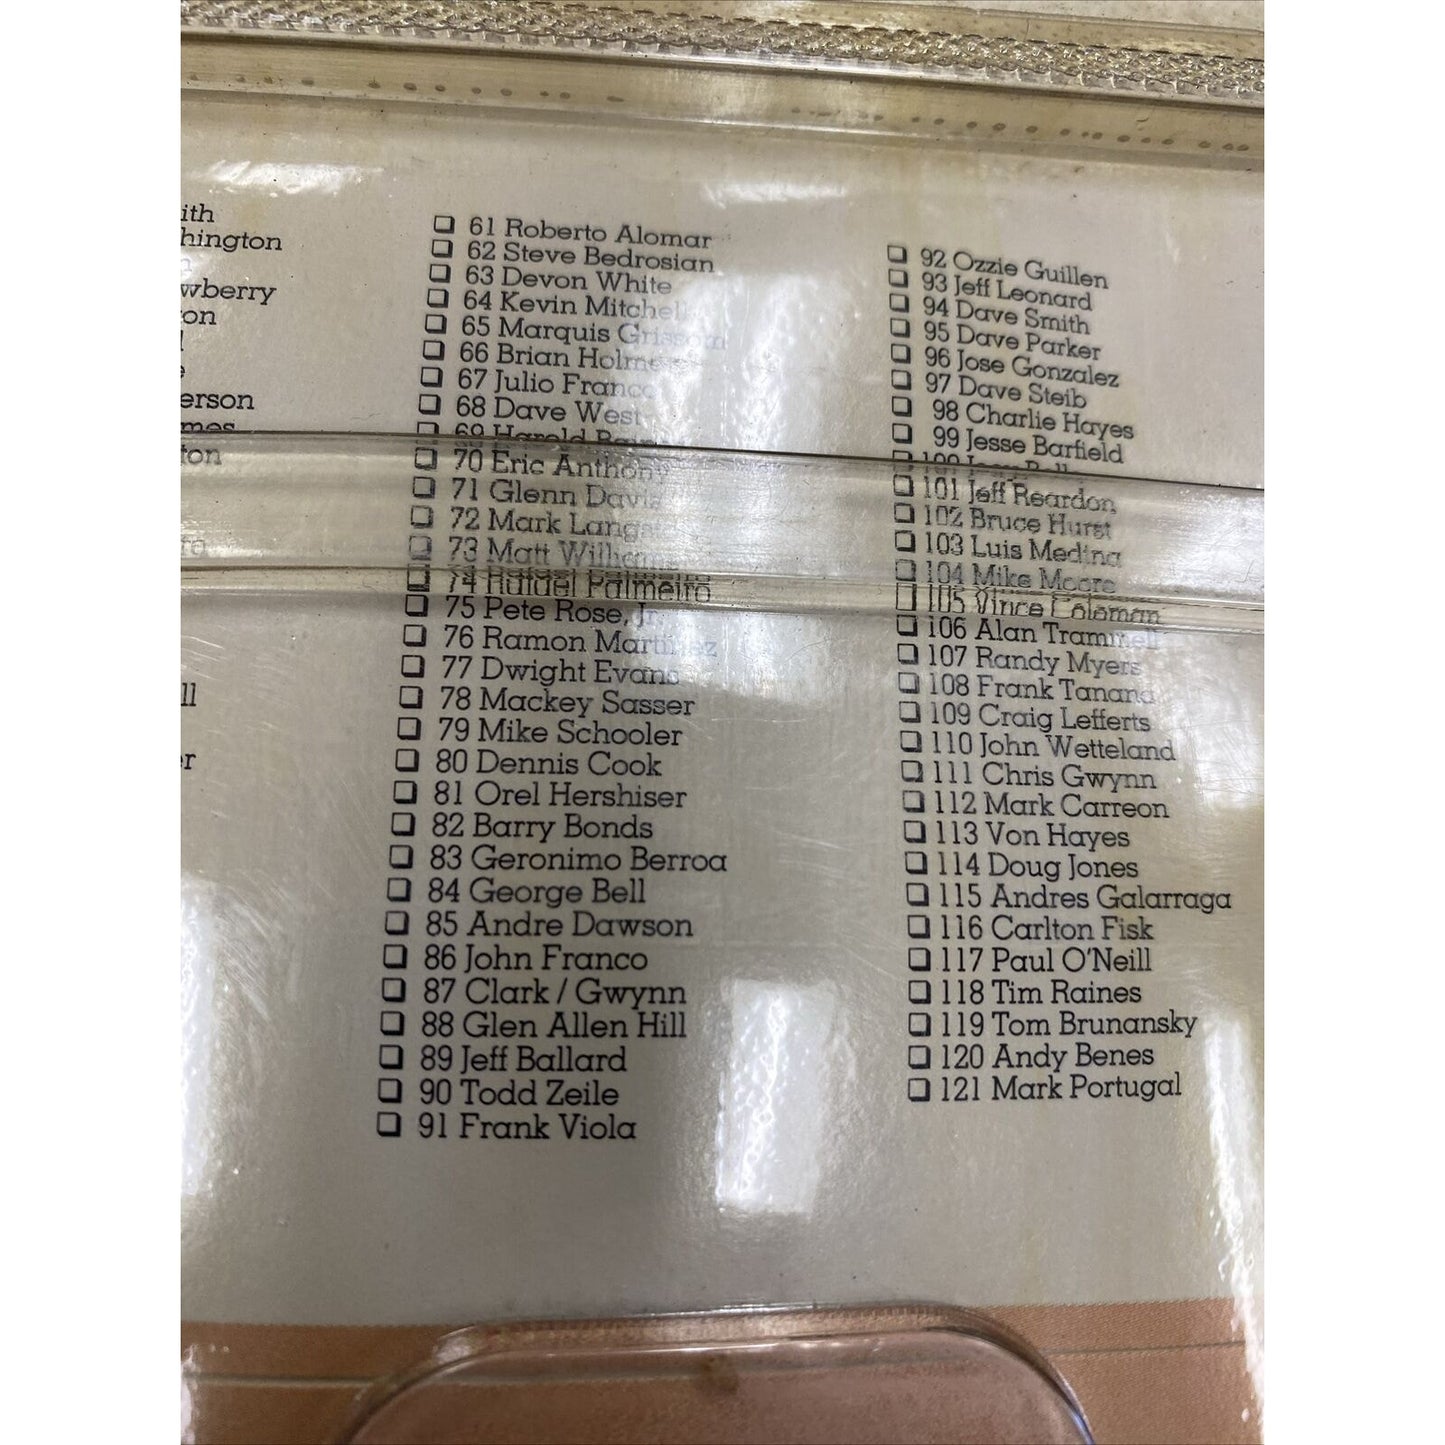 ith
hington
wberry
on
erson
mes
ton
ll
r
61 Roberto Alomar
62 Steve Bedrosian
63 Devon White
64 Kevin Mitchell
65 Marquis Grissom
66 Brian Holm
67 Julio Franco
68 Dave West
69 Harold
70 Eric Anthony
71 Glenn Davis
72 Mark Langs
73 Matt Williams
74 Rafael Palmeiro
75 Pete Rose, Jr.
76 Ramon Martinez
77 Dwight Evans
78 Mackey Sasser
79 Mike Schooler
80 Dennis Cook
81 Orel Hershiser
82 Barry Bonds
83 Geronimo Berroa
84 George Bell
85 Andre Dawson
86 John Franco
87 Clark / Gwynn
88 Glen Allen Hill
89 Jeff Ballard
90 Todd Zeile
91 Frank Viola
92 Ozzie Guillen
93 Jeff Leonard
94 Dave Smith
95 Dave Parker
96 Jose Gonzalez
97 Dave Steib
98 Charlie Hayes
99 Jesse Barfield
100
101 Jeff Reardon
102 Bruce Hurst
103 Luis Medina
104 Mike Moore
105 Vince Coleman
106 Alan Trammell
107 Randy Myers
108 Frank Tanana
109 Craig Lefferts
110 John Wetteland
111 Chris Gwynn
112 Mark Carreon
113 Von Hayes
114 Doug Jones
115 Andres Galarraga
116 Carlton Fisk
117 Paul O'Neill
118 Tim Raines
119 Tom Brunansky
120 Andy Benes
121 Mark Portugal